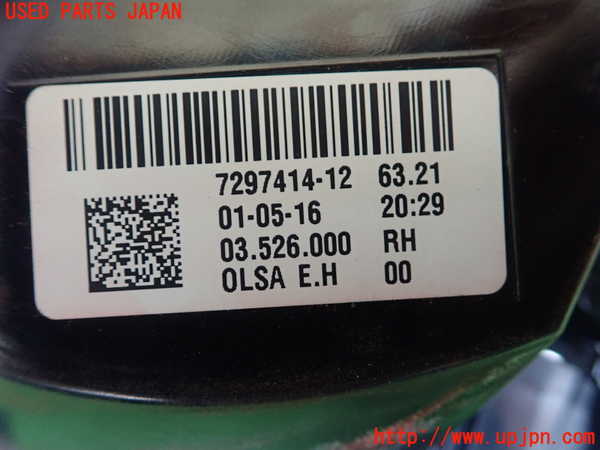 USED PARTS JAPAN
7297414-12 63.21
01-05-16 20:29
03.526.000 RH
OLSA E.H 00
http://www.upjpn.com/